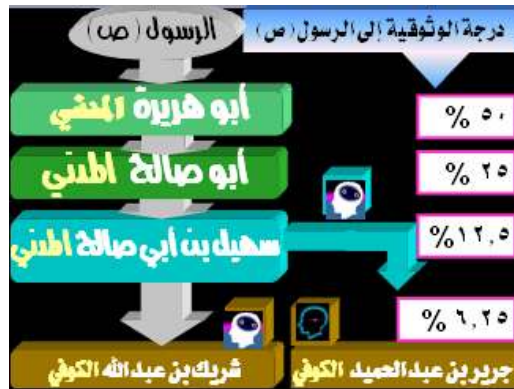 درجة الوثوقية إلى الرسول (ص)
الرسول (ص)
أبو هريرة المدني
٥٠ %
أبو صالح المدني
٢٥ %
سهيل بن أبي صالح المدني
١٢,٥%
٦,٢٥ %
جرير بن عبد الحميد الكوفي
شريك بن عبد الله الكوفي